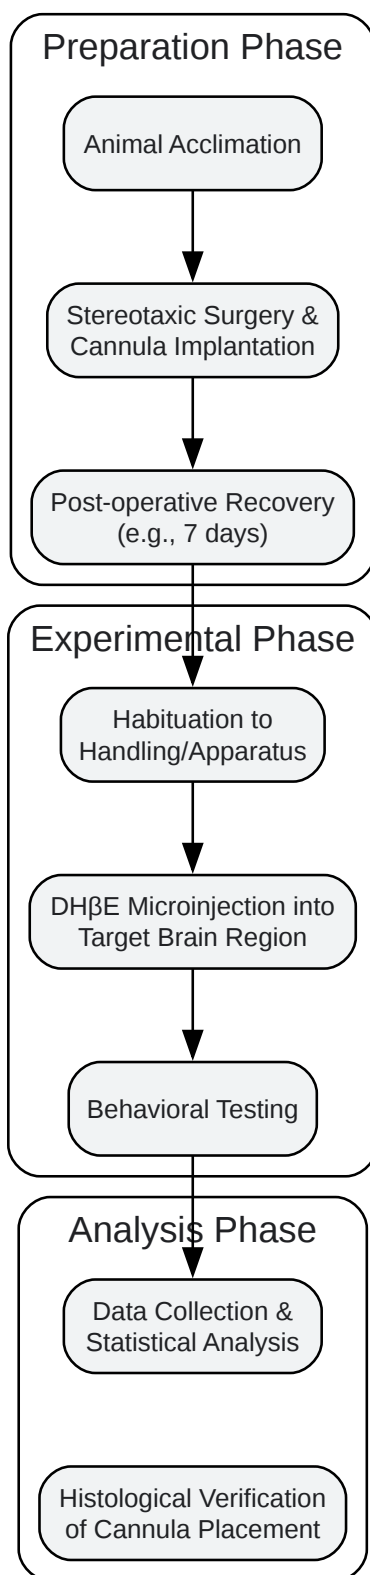 Preparation Phase
Animal Acclimation
Stereotaxic Surgery &
Cannula Implantation
Post-operative Recovery
(e.g., 7 days)
Experimental Phase
Habituation to
Handling/Apparatus
DHβE Microinjection into
Target Brain Region
Behavioral Testing
Analysis Phase
Data Collection &
Statistical Analysis
Histological Verification
of Cannula Placement